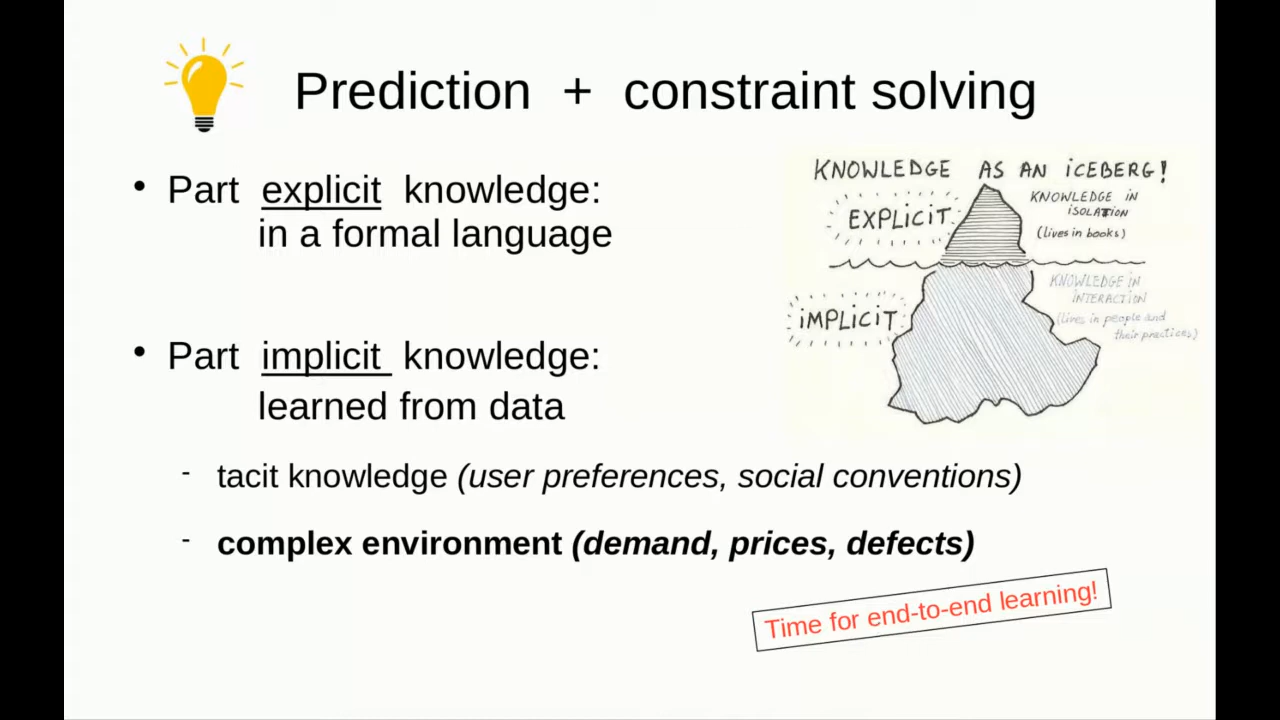 Prediction + constraint solving
• Part explicit knowledge:
in a formal language
• Part implicit knowledge:
learned from data
- tacit knowledge (user preferences, social conventions)
- complex environment (demand, prices, defects)
Time for end-to-end learning!
KNOWLEDGE AS AN iCEBERG!
EXPLiCiT
KNOWLEDGE iN
iSOLATiON
(lives in books)
iMPLiCiT
KNOWLEDGE iN
iNTERACTiON
(lives in people and
their practices)